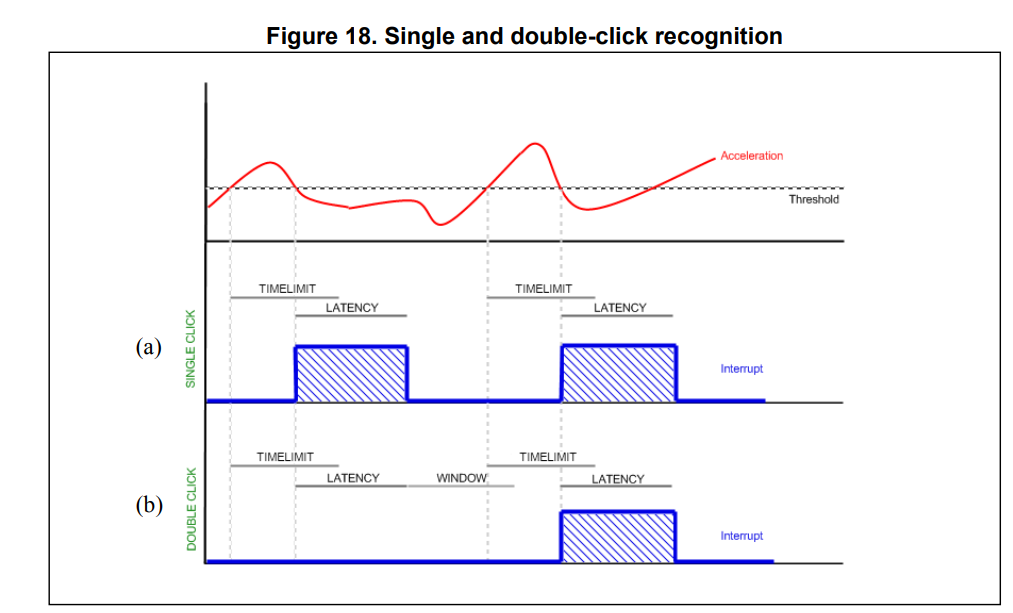 Figure 18. Single and double-click recognition
Acceleration
Threshold
TIMELIMIT
TIMELIMIT
LATENCY
LATENCY
(a)
SINGLE CLICK
Interrupt
TIMELIMIT
TIMELIMIT
LATENCY
WINDOW
LATENCY
(b)
DOUBLE CLICK
Interrupt